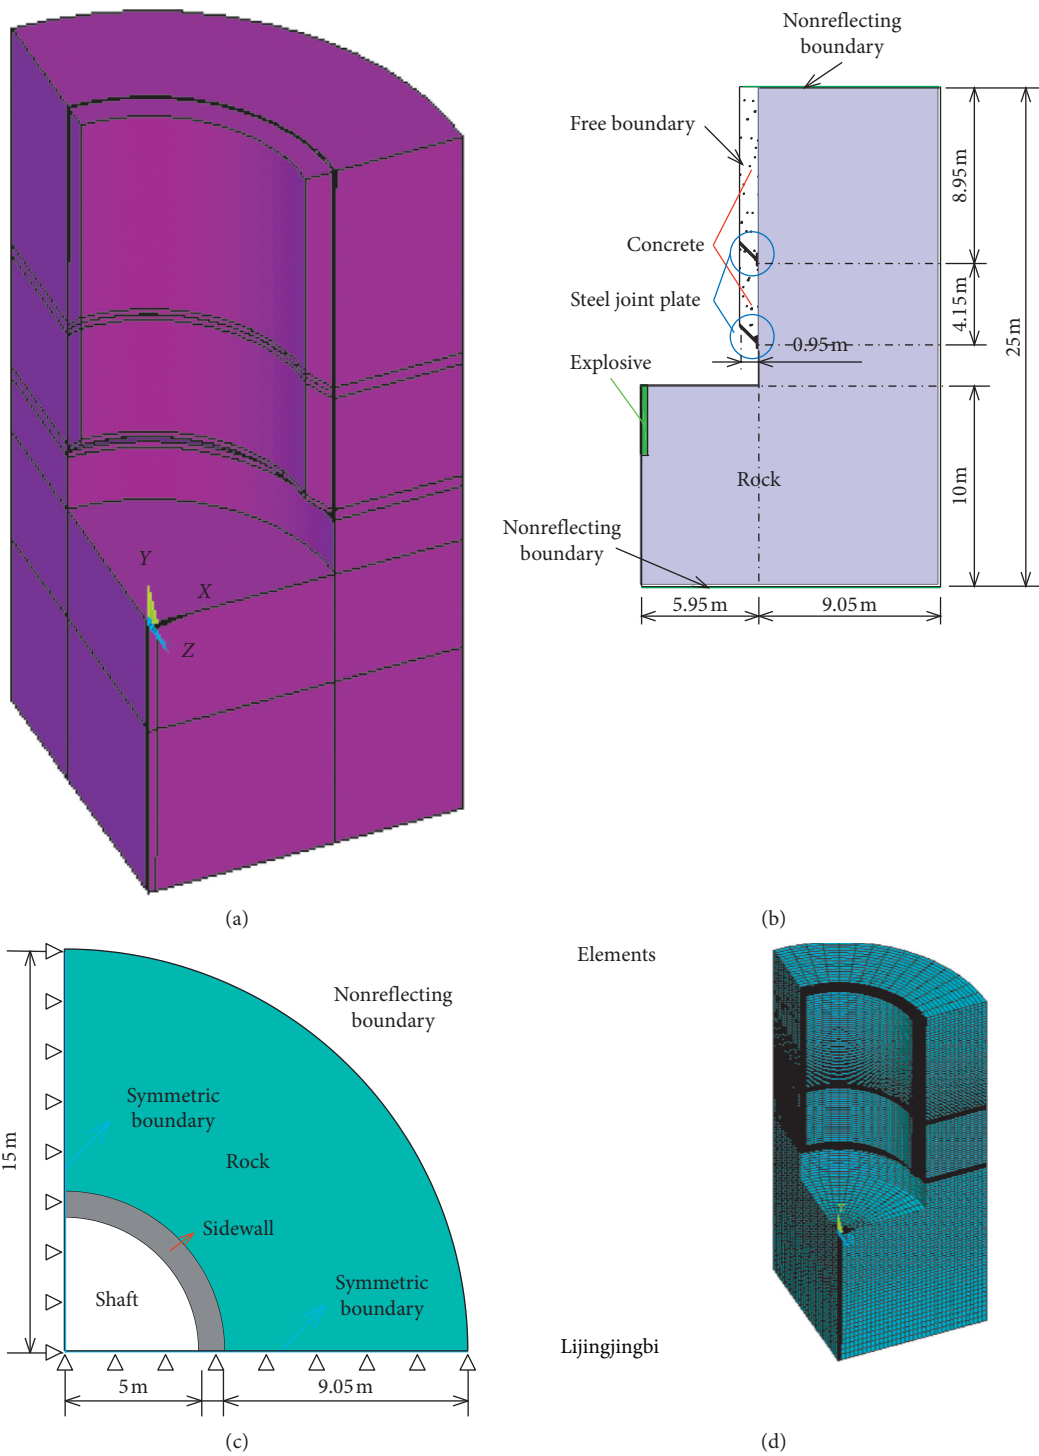 Y
X
Z
(a)
Nonreflecting
boundary
Free boundary
8.95 m
Concrete
Steel joint plate
4.15 m
25 m
0.95 m
Explosive
Rock
10 m
Nonreflecting
boundary
5.95 m
9.05 m
(b)
Nonreflecting
boundary
Symmetric
boundary
15 m
Rock
Sidewall
Shaft
Symmetric
boundary
5 m
9.05 m
(c)
Elements
Lijingjingbi
(d)